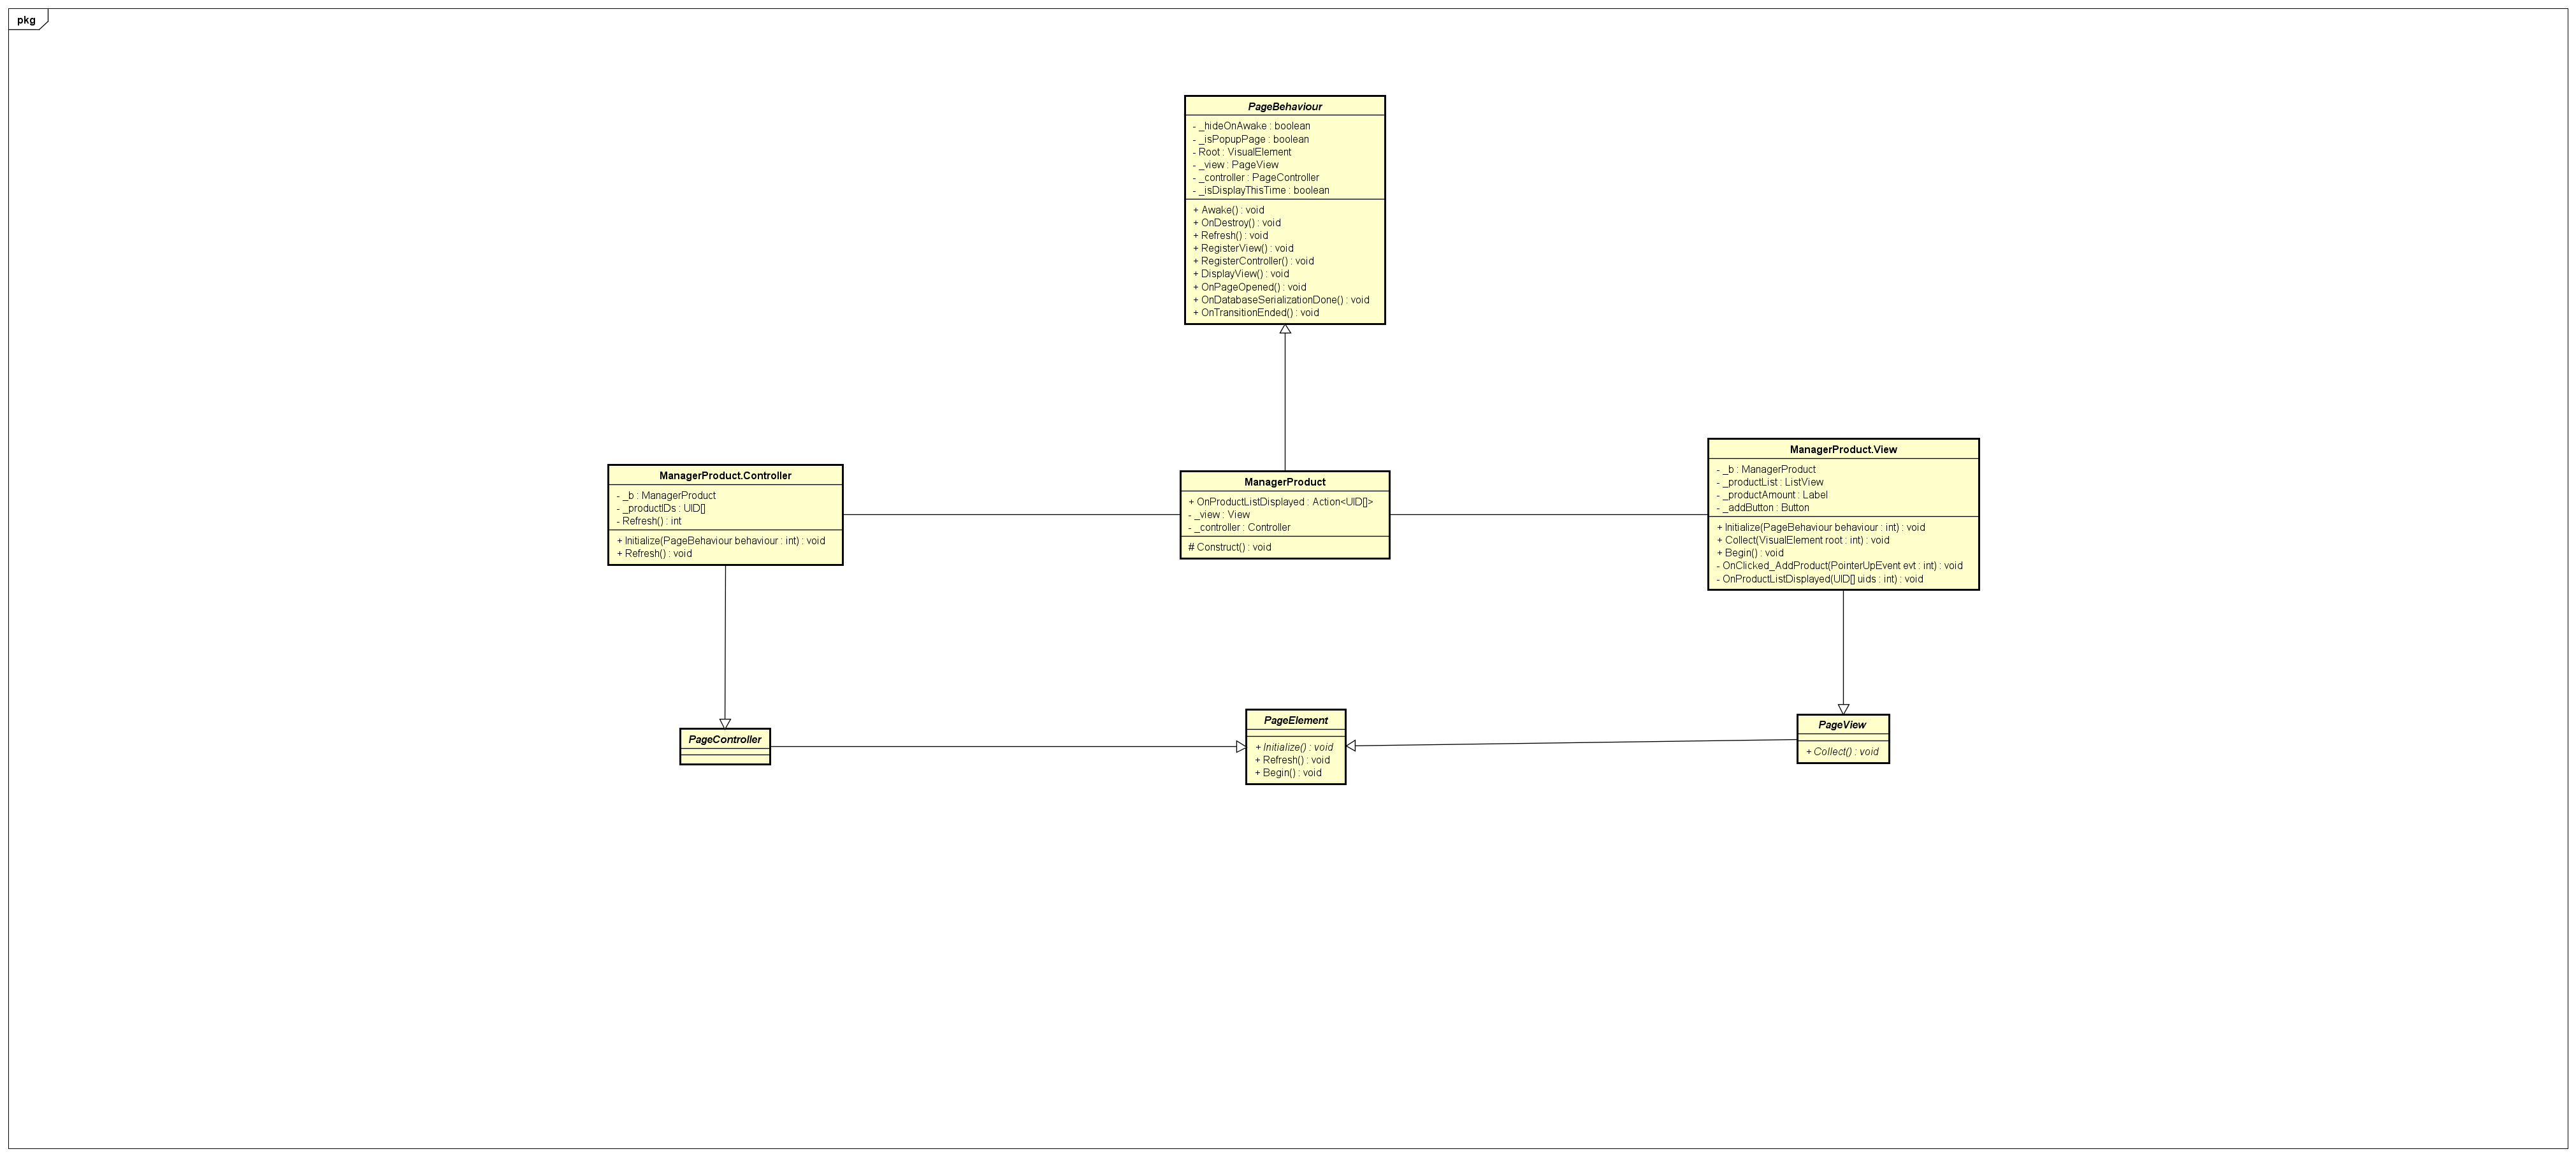 pkg
PageBehaviour
- _hideOnAwake : boolean
- _isPopupPage : boolean
- Root : VisualElement
- _view : PageView
- _controller : PageController
- _isDisplayThisTime : boolean
+ Awake() : void
+ OnDestroy() : void
+ Refresh() : void
+ RegisterView() : void
+ RegisterController() : void
+ DisplayView() : void
+ OnPageOpened() : void
+ OnDatabaseSerializationDone() : void
+ OnTransitionEnded() : void
ManagerProduct.Controller
- _b : ManagerProduct
- _productIDs : UID[]
- Refresh() : int
+ Initialize(PageBehaviour behaviour : int) : void
+ Refresh() : void
ManagerProduct
+ OnProductListDisplayed : Action<UID[]>
- _view : View
- _controller : Controller
# Construct() : void
ManagerProduct.View
- _b : ManagerProduct
- _productList : ListView
- _productAmount : Label
- _addButton : Button
+ Initialize(PageBehaviour behaviour : int) : void
+ Collect(VisualElement root : int) : void
+ Begin() : void
- OnClicked_AddProduct(PointerUpEvent evt : int) : void
- OnProductListDisplayed(UID[] uids : int) : void
PageController
PageElement
+ Initialize() : void
+ Refresh() : void
+ Begin() : void
PageView
+ Collect() : void